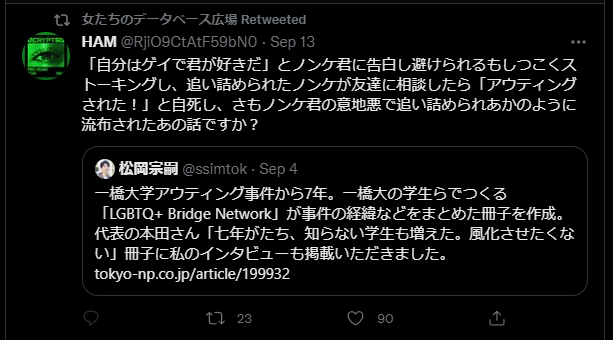 女たちのデータベース広場 Retweeted
HAM @RjiO9CtAtF59bN0 · Sep 13
「自分はゲイで君が好きだ」とノンケ君に告白し避けられるもしつこくス
トーキングし、追い詰められたノンケが友達に相談したら「アウティング
された！」と自死し、さもノンケ君の意地悪で追い詰められあかのように
流布されたあの話ですか？
松岡宗嗣 @ssimtok · Sep 4
一橋大学アウティング事件から7年。一橋大の学生らでつくる
「LGBTQ+ Bridge Network」が事件の経緯などをまとめた冊子を作成。
代表の本田さん「七年がたち、知らない学生も増えた。風化させたくな
い」冊子に私のインタビューも掲載いただきました。
tokyo-np.co.jp/article/199932
23 90